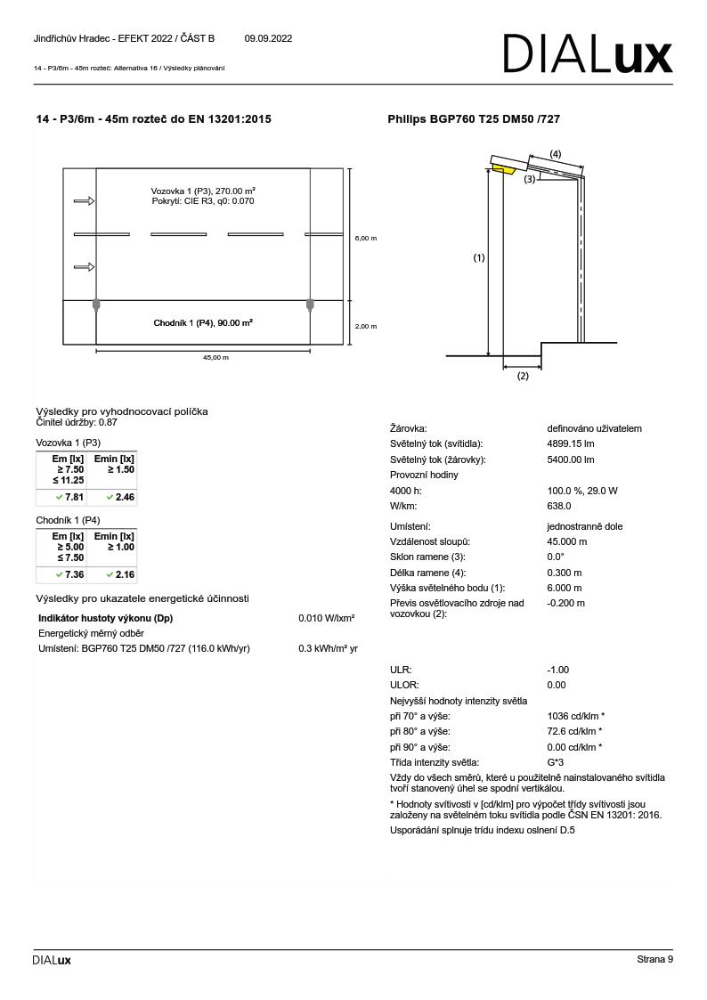 Jindřichův Hradec - EFEKT 2022 / ČÁST B 09.09.2022
DIALux
14 - P3/6m - 45m rozteč: Alternativa 16 / Výsledky plánování
14 - P3/6m - 45m rozteč do EN 13201:2015
Vozovka 1 (P3), 270.00 m²
Pokrytí: CIE R3, q0: 0.070
6,00 m
Chodník 1 (P4), 90.00 m²
2,00 m
45,00 m
Výsledky pro vyhodnocovací políčka
Činitel údržby: 0.87
Vozovka 1 (P3)
Em [lx] Emin [lx]
≥ 7.50 ≥ 1.50
≤ 11.25
✓ 7.81 ✓ 2.46
Chodník 1 (P4)
Em [lx] Emin [lx]
≥ 5.00 ≥ 1.00
≤ 7.50
✓ 7.36 ✓ 2.16
Výsledky pro ukazatele energetické účinnosti
Indikátor hustoty výkonu (Dp) 0.010 W/lxm²
Energetický měrný odběr
Umístení: BGP760 T25 DM50 /727 (116.0 kWh/yr) 0.3 kWh/m² yr
Philips BGP760 T25 DM50 /727
(4)
(3)
(1)
(2)
Žárovka: definováno uživatelem
Světelný tok (svítidla): 4899.15 lm
Světelný tok (žárovky): 5400.00 lm
Provozní hodiny
4000 h: 100.0 %, 29.0 W
W/km: 638.0
Umístení: jednostranně dole
Vzdálenost sloupů: 45.000 m
Sklon ramene (3): 0.0°
Délka ramene (4): 0.300 m
Výška světelného bodu (1): 6.000 m
Převis osvětlovacího zdroje nad -0.200 m
vozovkou (2):
ULR: -1.00
ULOR: 0.00
Nejvyšší hodnoty intenzity světla
při 70° a výše: 1036 cd/klm *
při 80° a výše: 72.6 cd/klm *
při 90° a výše: 0.00 cd/klm *
Třida intenzity světla: G*3
Vždy do všech směrů, které u použitelně nainstalovaného svítidla
tvoří stanovený úhel se spodní vertikálou.
* Hodnoty svítivosti v [cd/klm] pro výpočet třídy svítivosti jsou
založeny na světelném toku svítidla podle ČSN EN 13201: 2016.
Usporádání splnuje trídu indexu oslnení D.5
DIALux
Strana 9